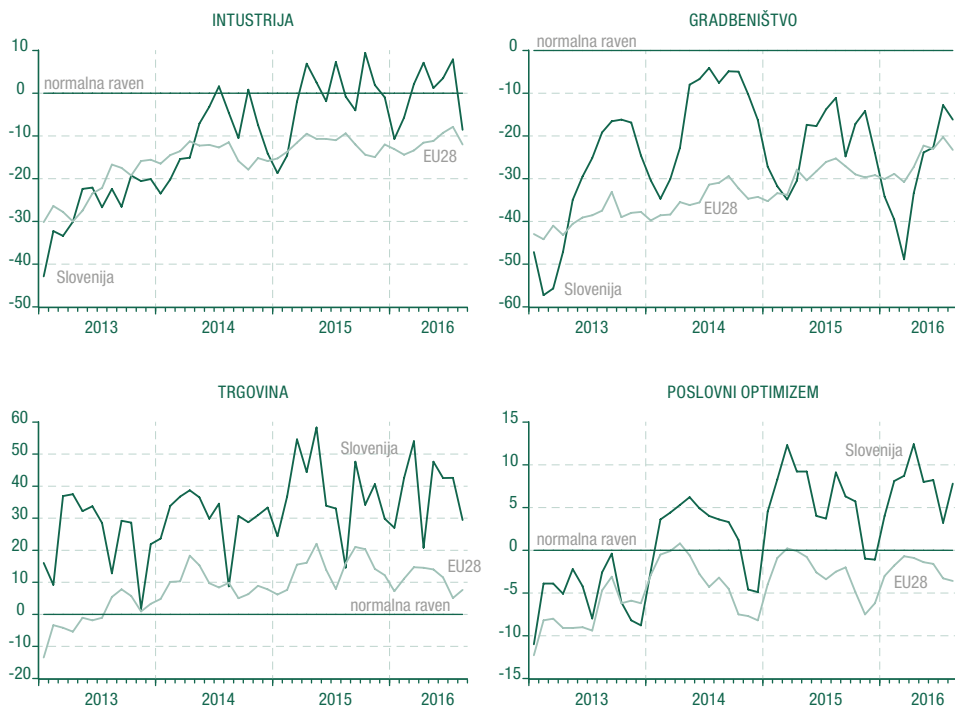 INTUSTRIJA
10
0
-10
-20
-30
-40
-50
normalna raven
EU28
Slovenija
2013 2014 2015 2016
GRADBENIŠTVO
0
-10
-20
-30
-40
-50
-60
normalna raven
EU28
Slovenija
2013 2014 2015 2016
TRGOVINA
60
50
40
30
20
10
0
-10
-20
Slovenija
EU28
normalna raven
2013 2014 2015 2016
POSLOVNI OPTIMIZEM
15
10
5
0
-5
-10
-15
Slovenija
normalna raven
EU28
2013 2014 2015 2016